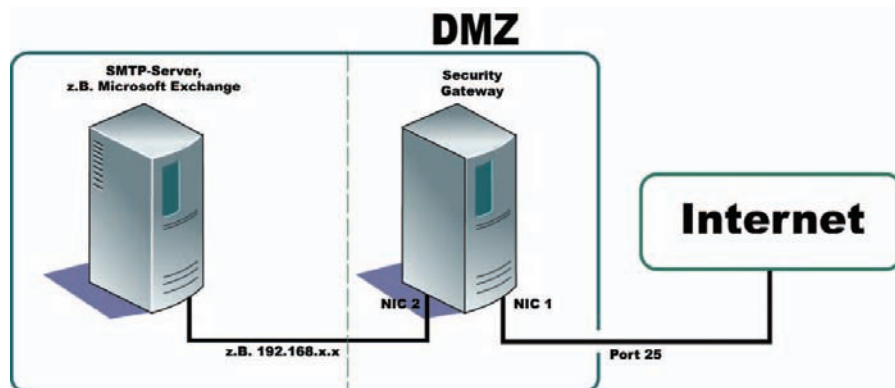 DMZ
SMTP-Server,
z.B. Microsoft Exchange
Security
Gateway
Internet
NIC 2
NIC 1
z.B. 192.168.x.x
Port 25